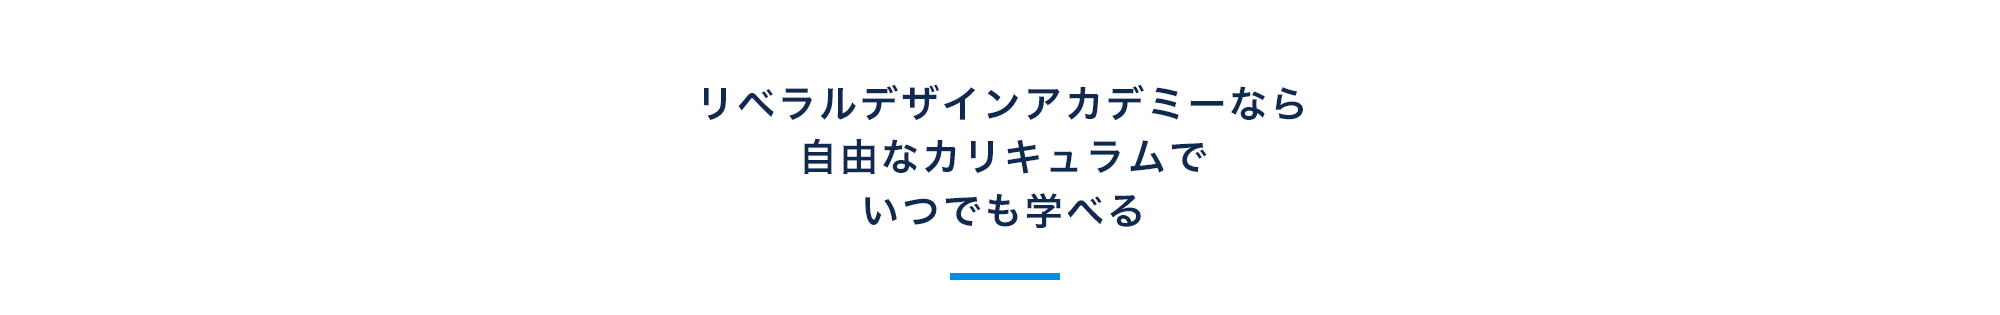 リベラルデザインアカデミーなら
自由なカリキュラムで
いつでも学べる